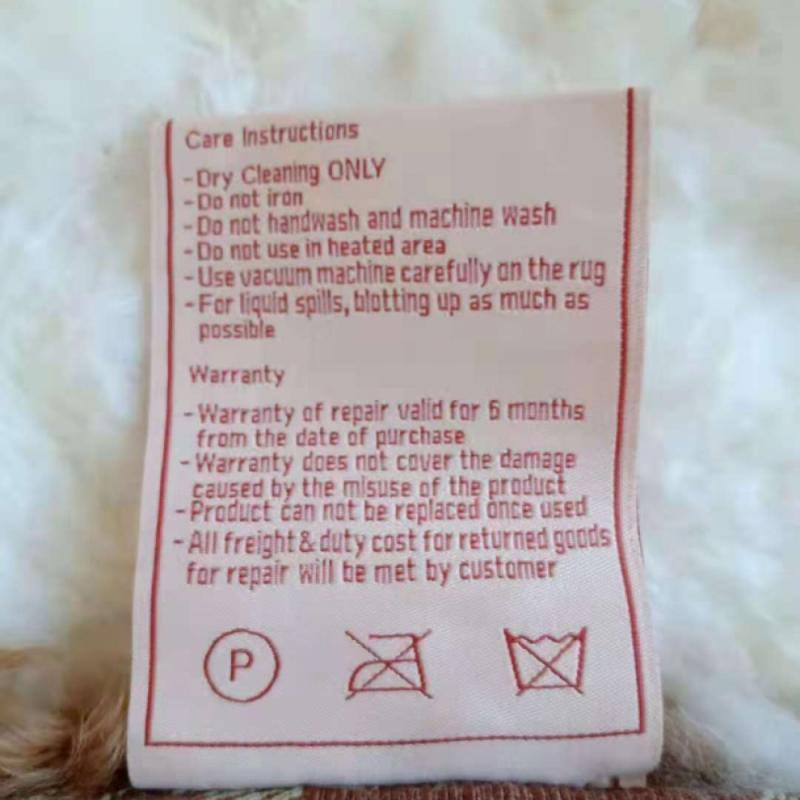 Care Instructions
-Dry Cleaning ONLY
-Do not iron
-Do not handwash and machine wash
-Do not use in heated area
-Use vacuum machine carefully on the rug
-For liquid spills, blotting up as much as
possible
Warranty
-Warranty of repair valid for 6 months
from the date of purchase
-Warranty does not cover the damage
caused by the misuse of the product
-Product can not be replaced once used
-All freight & duty cost for returned goods
for repair will be met by customer
P